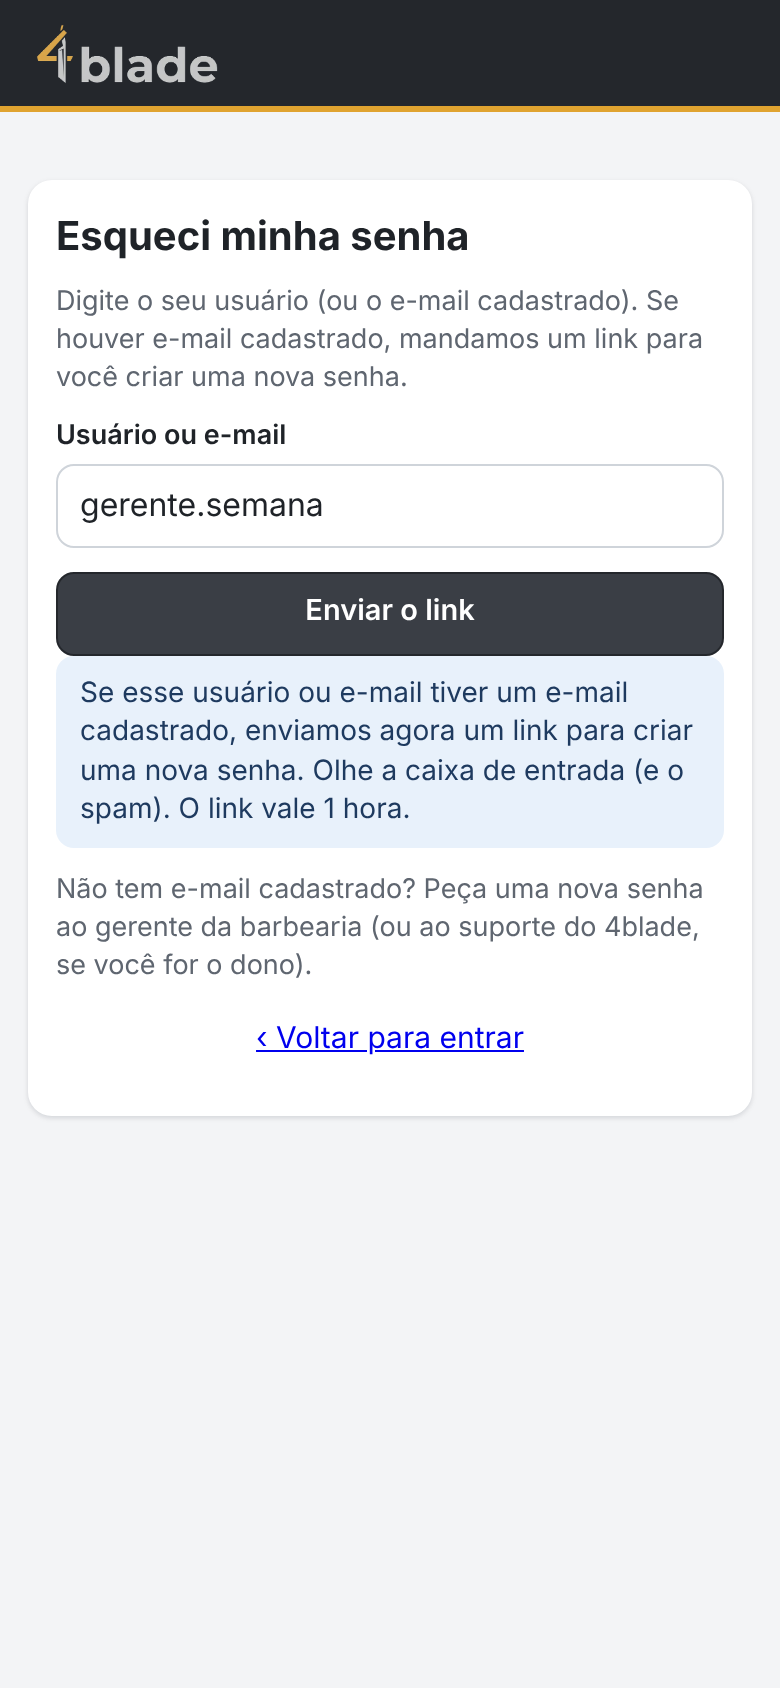 4blade
Esqueci minha senha
Digite o seu usuário (ou o e-mail cadastrado). Se
houver e-mail cadastrado, mandamos um link para
você criar uma nova senha.
Usuário ou e-mail
gerente.semana
Enviar o link
Se esse usuário ou e-mail tiver um e-mail
cadastrado, enviamos agora um link para criar
uma nova senha. Olhe a caixa de entrada (e o
spam). O link vale 1 hora.
Não tem e-mail cadastrado? Peça uma nova senha
ao gerente da barbearia (ou ao suporte do 4blade,
se você for o dono).
‹ Voltar para entrar